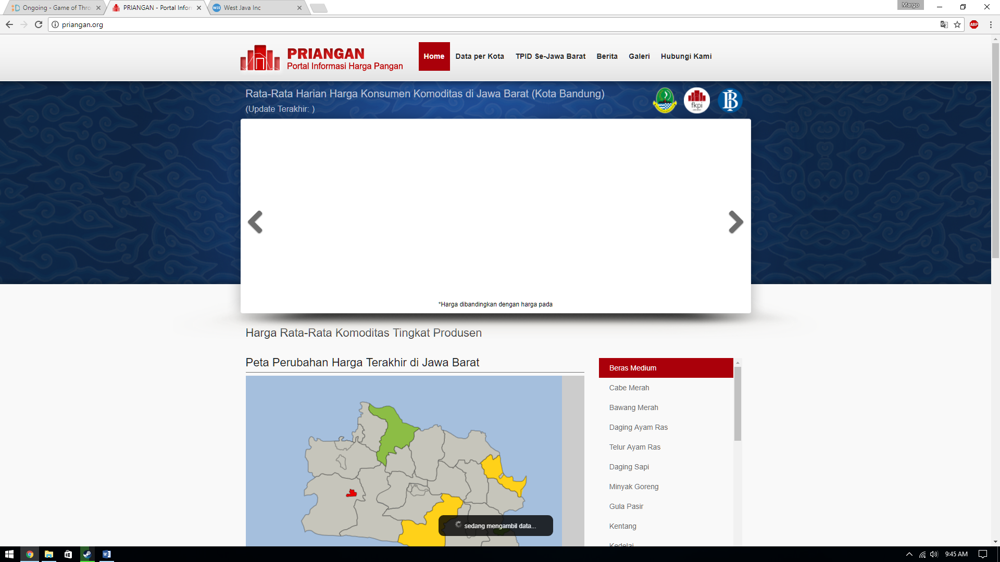 Ongoing - Game of Thro
PRIANGAN - Portal Infor
West Java Inc
Margo
priangan.org
ABP
PRIANGAN
Portal Informasi Harga Pangan
Home
Data per Kota
TPID Se-Jawa Barat
Berita
Galeri
Hubungi Kami
Rata-Rata Harian Harga Konsumen Komoditas di Jawa Barat (Kota Bandung)
(Update Terakhir: )
fkpi
*Harga dibandingkan dengan harga pada
Harga Rata-Rata Komoditas Tingkat Produsen
Peta Perubahan Harga Terakhir di Jawa Barat
Beras Medium
Cabe Merah
Bawang Merah
Daging Ayam Ras
Telur Ayam Ras
Daging Sapi
Minyak Goreng
Gula Pasir
Kentang
Kedelai
sedang mengambil data...
9:45 AM